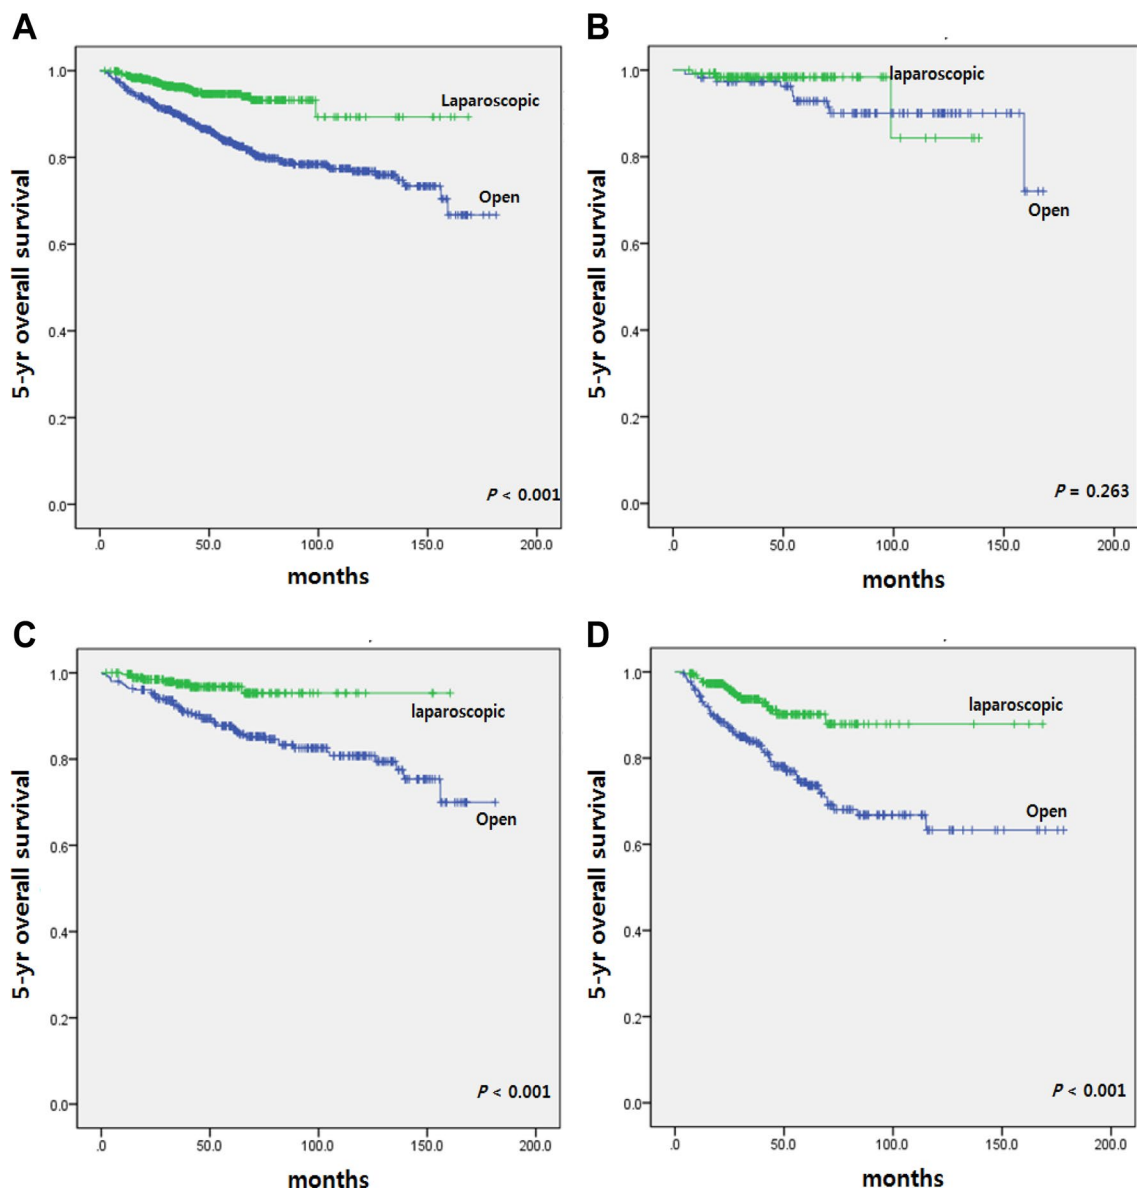 A
5-yr overall survival
1.0
0.8
0.6
0.4
0.2
0.0
Laparoscopic
Open
P < 0.001
.0 50.0 100.0 150.0 200.0
months
B
5-yr overall survival
1.0
0.8
0.6
0.4
0.2
0.0
laparoscopic
Open
P = 0.263
.0 50.0 100.0 150.0 200.0
months
C
5-yr overall survival
1.0
0.8
0.6
0.4
0.2
0.0
laparoscopic
Open
P < 0.001
.0 50.0 100.0 150.0 200.0
months
D
5-yr overall survival
1.0
0.8
0.6
0.4
0.2
0.0
laparoscopic
Open
P < 0.001
.0 50.0 100.0 150.0 200.0
months